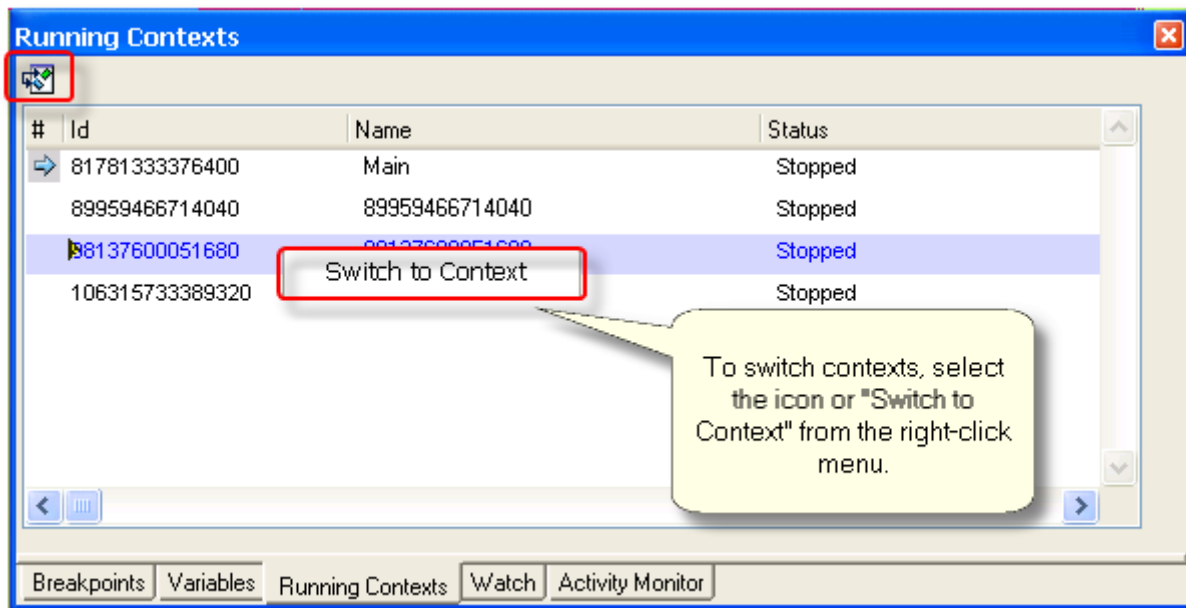 Running Contexts
# Id Name Status
81781333376400 Main Stopped
89959466714040 89959466714040 Stopped
98137600051680 98137600051680 Stopped
Switch to Context
106315733389320 Stopped
To switch contexts, select
the icon or "Switch to
Context" from the right-click
menu.
Breakpoints Variables Running Contexts Watch Activity Monitor